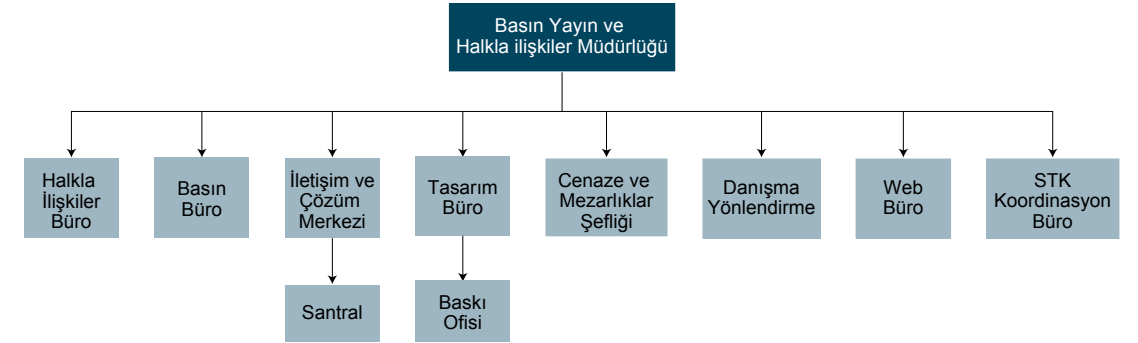 Basın Yayın ve
Halkla ilişkiler Müdürlüğü
Halkla
İlişkiler
Büro
Basın
Büro
İletişim ve
Çözüm
Merkezi
Tasarım
Büro
Cenaze ve
Mezarlıklar
Şefliği
Danışma
Yönlendirme
Web
Büro
STK
Koordinasyon
Büro
Santral
Baskı
Ofisi